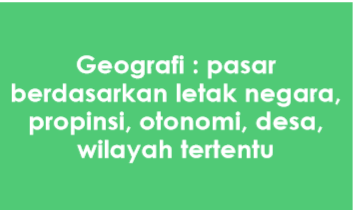 Geografi : pasar
berdasarkan letak negara,
propinsi, otonomi, desa,
wilayah tertentu